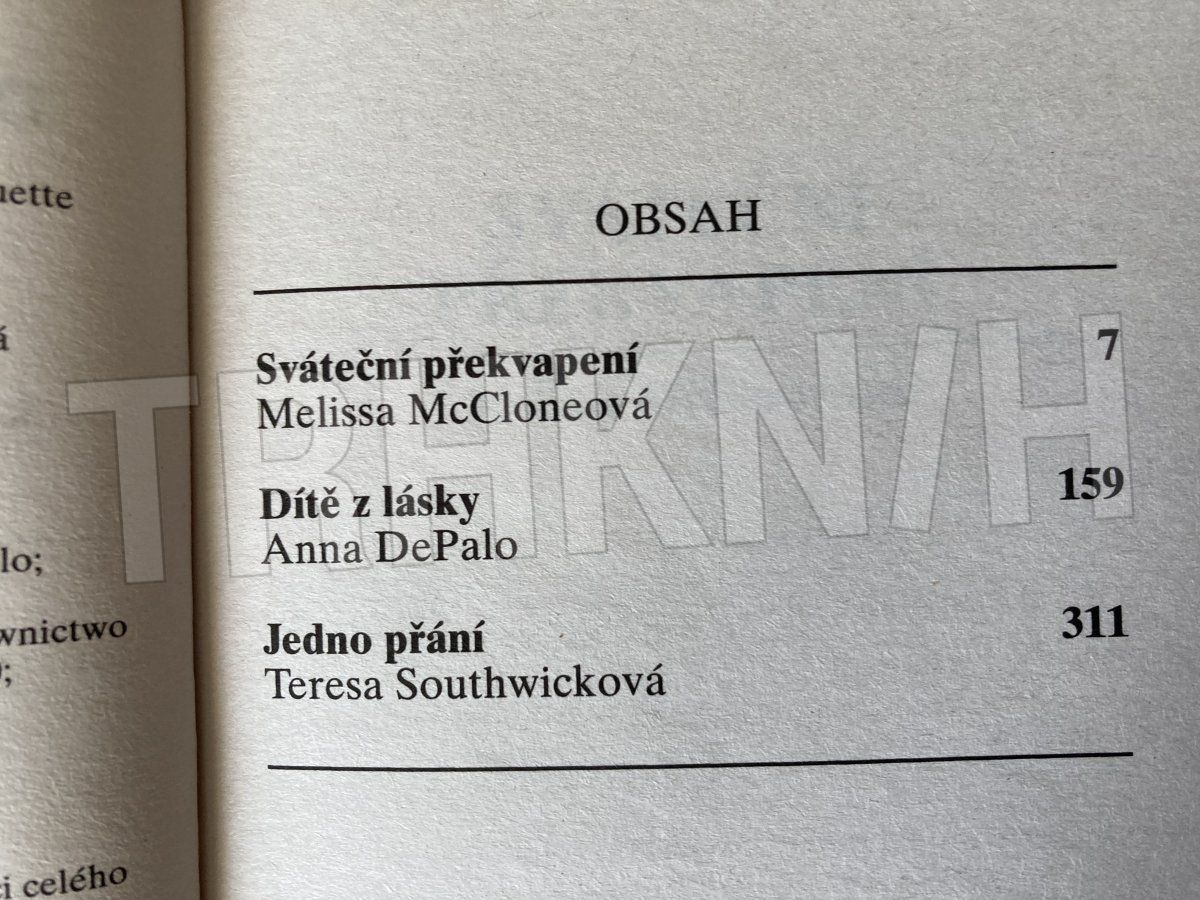 lo;
wnictwo
celého
OBSAH
Sváteční překvapení 7
Melissa McCloneová
Dítě z lásky 159
Anna DePalo
Jedno přání 311
Teresa Southwicková
TRHKN/H